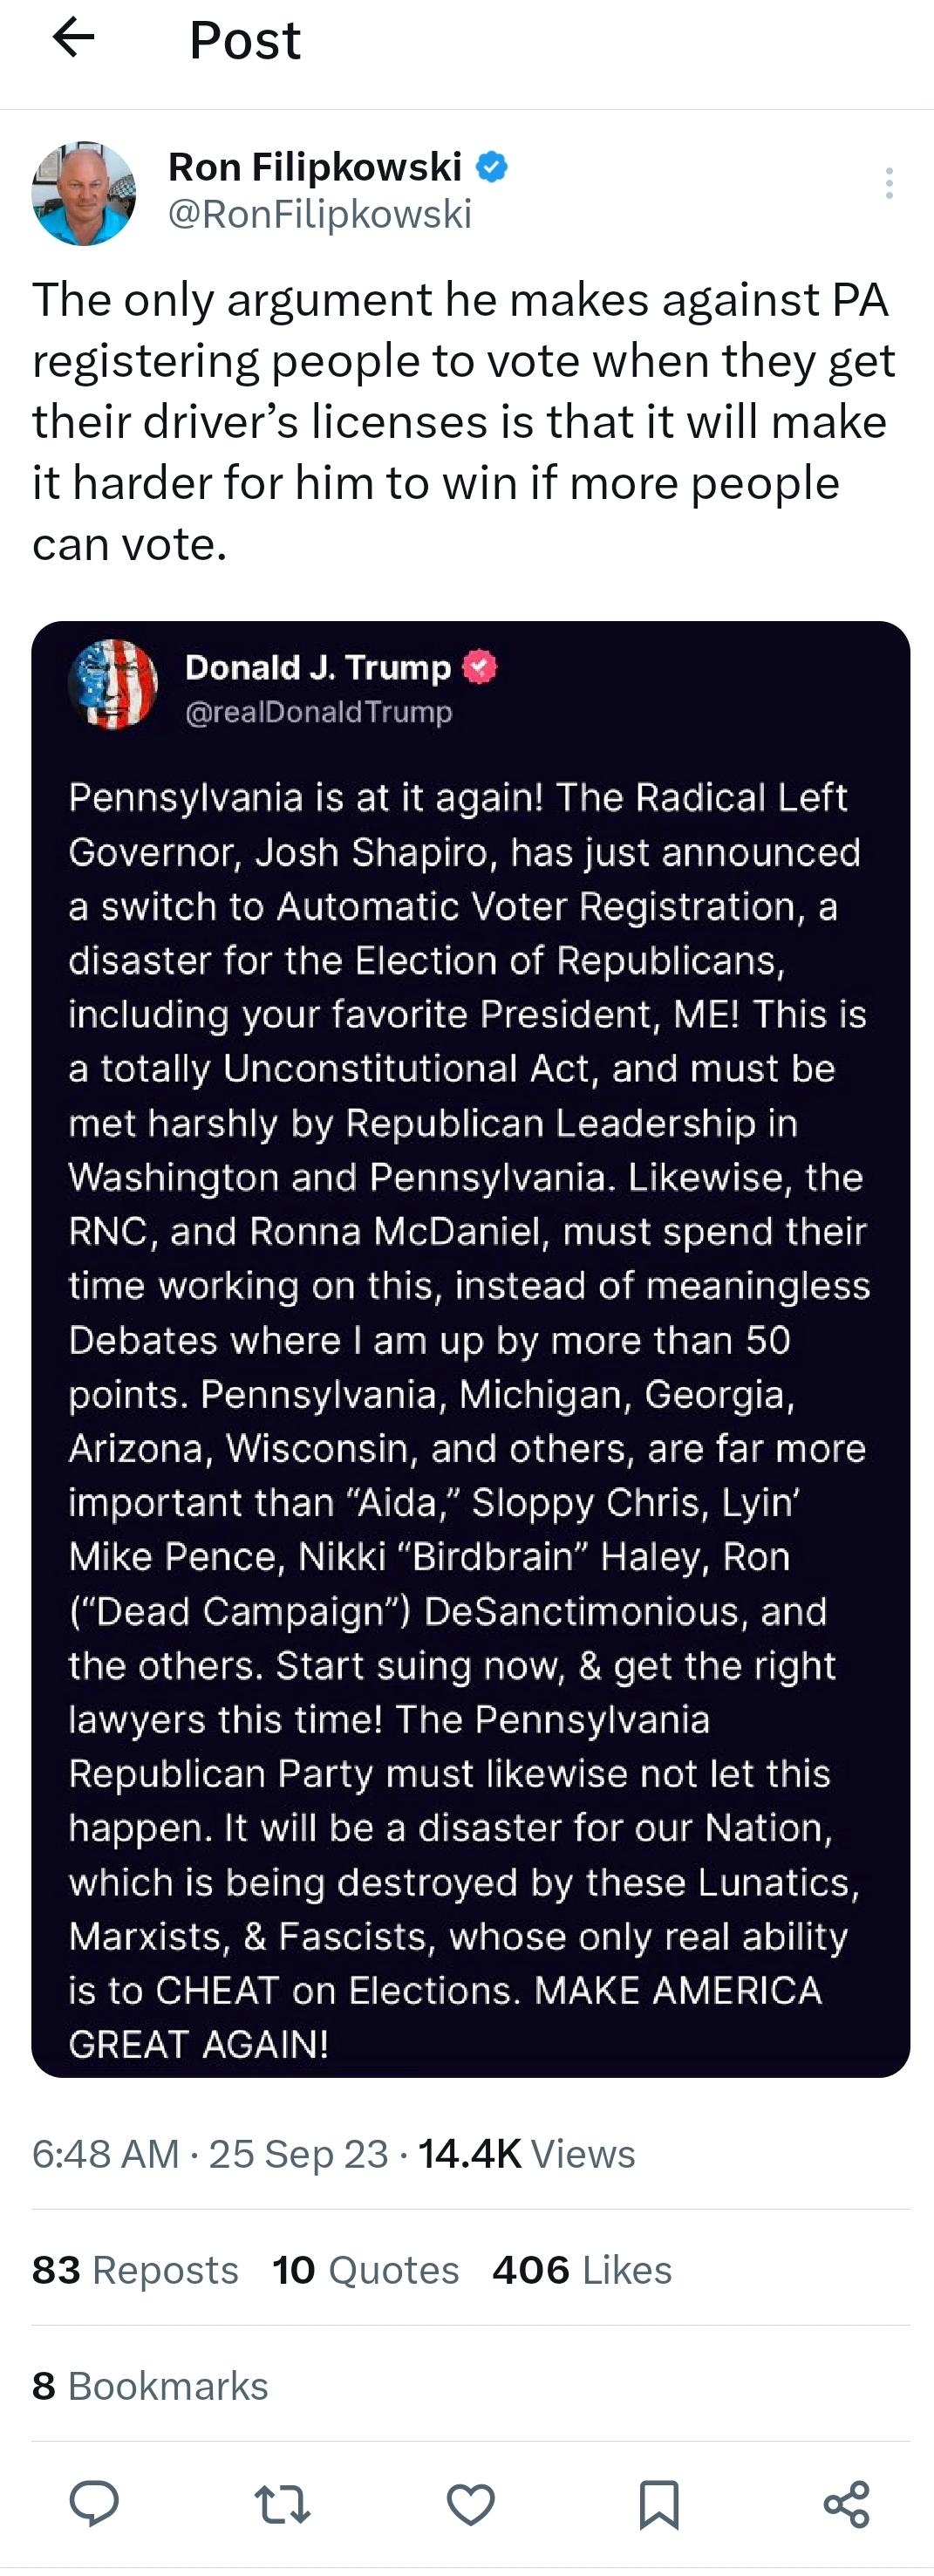 Post
Ron Filipkowski
@RonFilipkowski
The only argument he makes against PA
registering people to vote when they get
their driver’s licenses is that it will make
it harder for him to win if more people
can vote.
Donald J. Trump
@realDonaldTrump
Pennsylvania is at it again! The Radical Left
Governor, Josh Shapiro, has just announced
a switch to Automatic Voter Registration, a
disaster for the Election of Republicans,
including your favorite President, ME! This is
a totally Unconstitutional Act, and must be
met harshly by Republican Leadership in
Washington and Pennsylvania. Likewise, the
RNC, and Ronna McDaniel, must spend their
time working on this, instead of meaningless
Debates where I am up by more than 50
points. Pennsylvania, Michigan, Georgia,
Arizona, Wisconsin, and others, are far more
important than “Aida,” Sloppy Chris, Lyin’
Mike Pence, Nikki “Birdbrain” Haley, Ron
(“Dead Campaign”) DeSanctimonious, and
the others. Start suing now, & get the right
lawyers this time! The Pennsylvania
Republican Party must likewise not let this
happen. It will be a disaster for our Nation,
which is being destroyed by these Lunatics,
Marxists, & Fascists, whose only real ability
is to CHEAT on Elections. MAKE AMERICA
GREAT AGAIN!
6:48 AM · 25 Sep 23 · 14.4K Views
83 Reposts 10 Quotes 406 Likes
8 Bookmarks